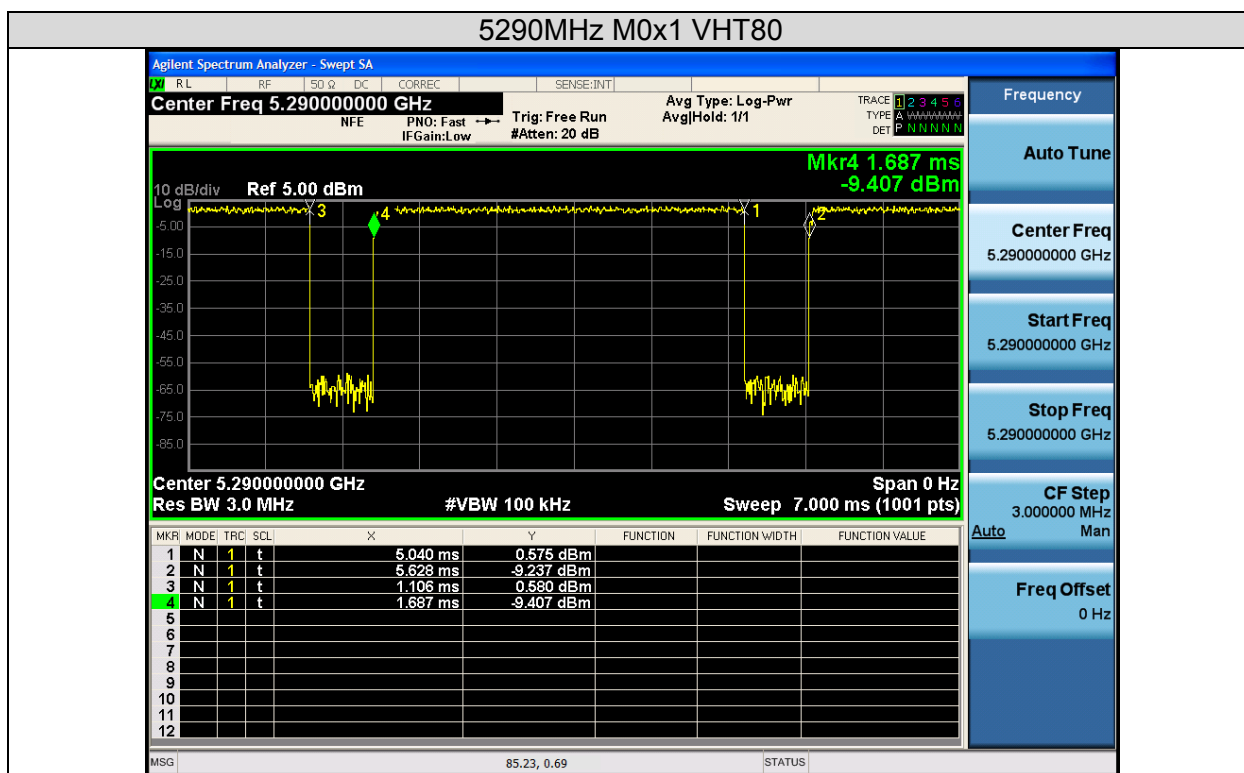 5290MHz M0x1 VHT80
Agilent Spectrum Analyzer - Swept SA
LXI RL RF 50 Ω DC CORREC SENSE:INT
Center Freq 5.290000000 GHz
NFE PNO: Fast IFGain:Low
Trig: Free Run
#Atten: 20 dB
Avg Type: Log-Pwr
Avg|Hold: 1/1
TRACE 1 2 3 4 5 6
TYPE A WWWWW
DET P N N N N N
Mkr4 1.687 ms
-9.407 dBm
10 dB/div Ref 5.00 dBm
Log
-5.00
-15.0
-25.0
-35.0
-45.0
-55.0
-65.0
-75.0
-85.0
3
4
1
2
Center 5.290000000 GHz Span 0 Hz
Res BW 3.0 MHz #VBW 100 kHz Sweep 7.000 ms (1001 pts)
MKR MODE TRC SCL X Y FUNCTION FUNCTION WIDTH FUNCTION VALUE
1 N 1 t 5.040 ms 0.575 dBm
2 N 1 t 5.628 ms -9.237 dBm
3 N 1 t 1.106 ms 0.580 dBm
4 N 1 t 1.687 ms -9.407 dBm
5
6
7
8
9
10
11
12
MSG 85.23, 0.69 STATUS
Frequency
Auto Tune
Center Freq
5.290000000 GHz
Start Freq
5.290000000 GHz
Stop Freq
5.290000000 GHz
CF Step
3.000000 MHz
Auto Man
Freq Offset
0 Hz